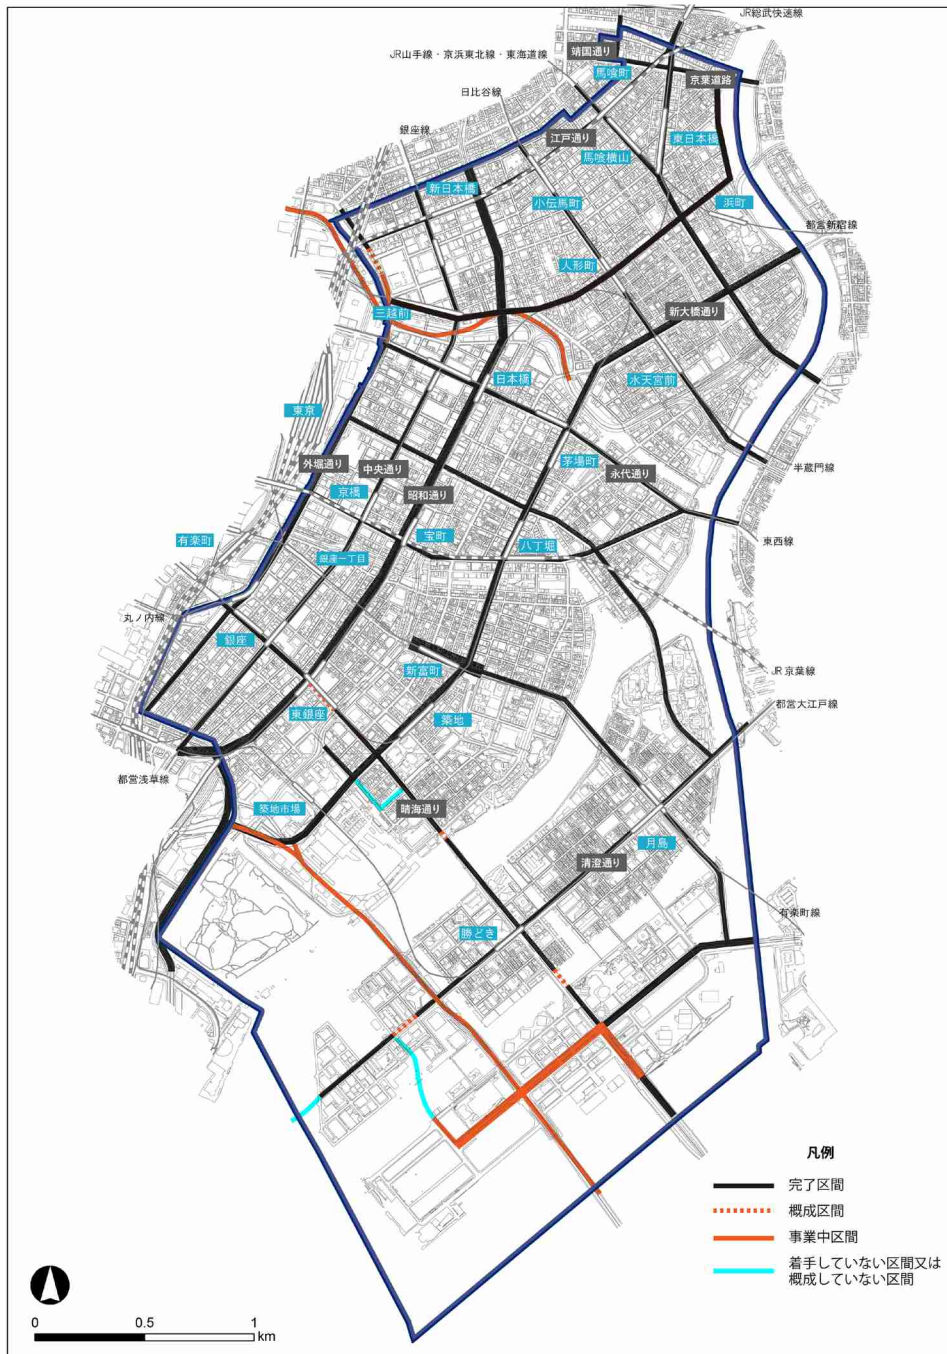 JR総武快速線
靖国通り
JR山手線・京浜東北線・東海道線
馬喰町
京葉道路
日比谷線
銀座線
江戸通り
東日本橋
馬喰横山
新日本橋
小伝馬町
浜町
都営新宿線
人形町
三越前
新大橋通り
日本橋
水天宮前
東京
外堀通り
中央通り
茅場町
永代通り
半蔵門線
京橋
昭和通り
有楽町
宝町
八丁堀
東西線
銀座一丁目
丸ノ内線
銀座
新富町
JR京葉線
東銀座
築地
都営大江戸線
都営浅草線
築地市場
晴海通り
月島
清澄通り
有楽町線
勝どき
凡例
完了区間
概成区間
事業中区間
着手していない区間又は
概成していない区間
0 0.5 1
km